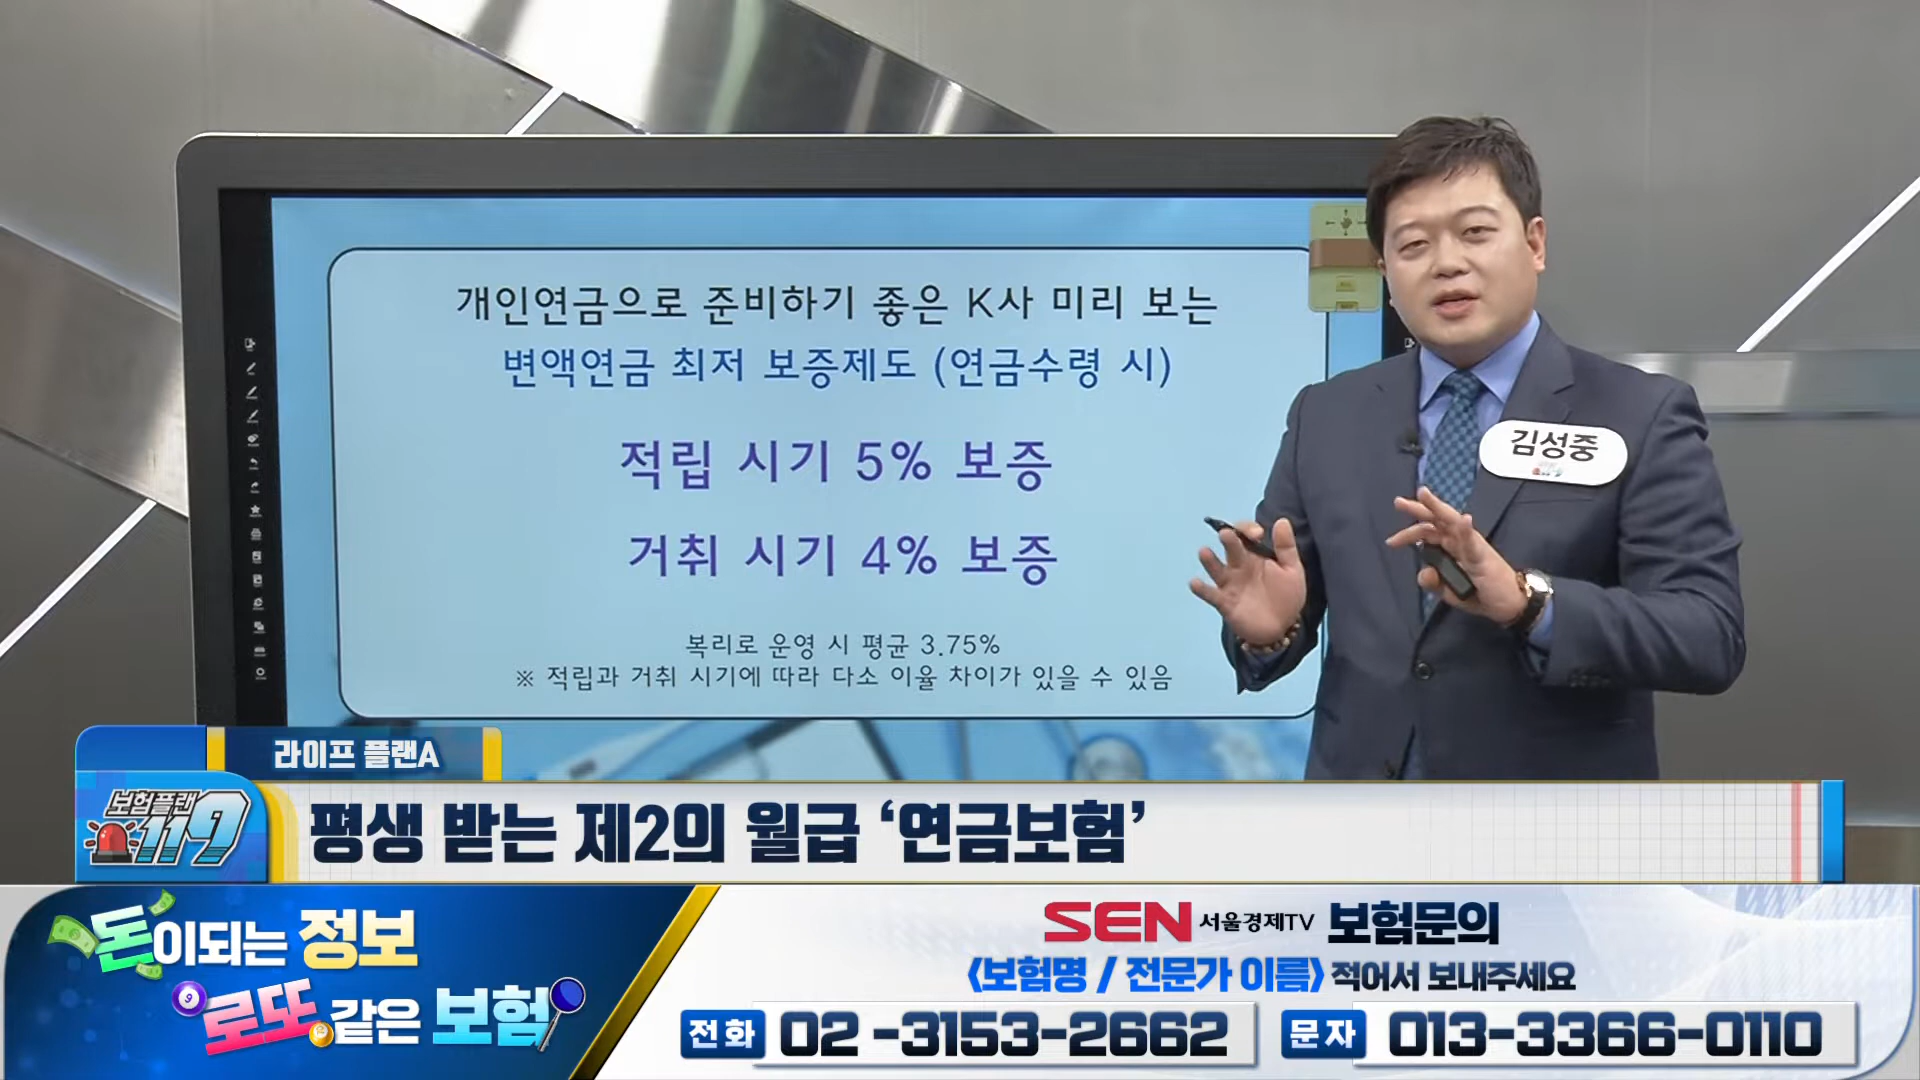 개인연금으로 준비하기 좋은 K사 미리 보는
변액연금 최저 보증제도 (연금수령 시)
적립 시기 5% 보증
거취 시기 4% 보증
복리로 운영 시 평균 3.75%
※ 적립과 거취 시기에 따라 다소 이율 차이가 있을 수 있음
김성중
라이프 플랜A
보험플랜 119
평생 받는 제2의 월급 ‘연금보험’
돈이되는 정보
로또같은 보험
SEN 서울경제TV 보험문의
<보험명 / 전문가 이름> 적어서 보내주세요
전화 02-3153-2662 문자 013-3366-0110